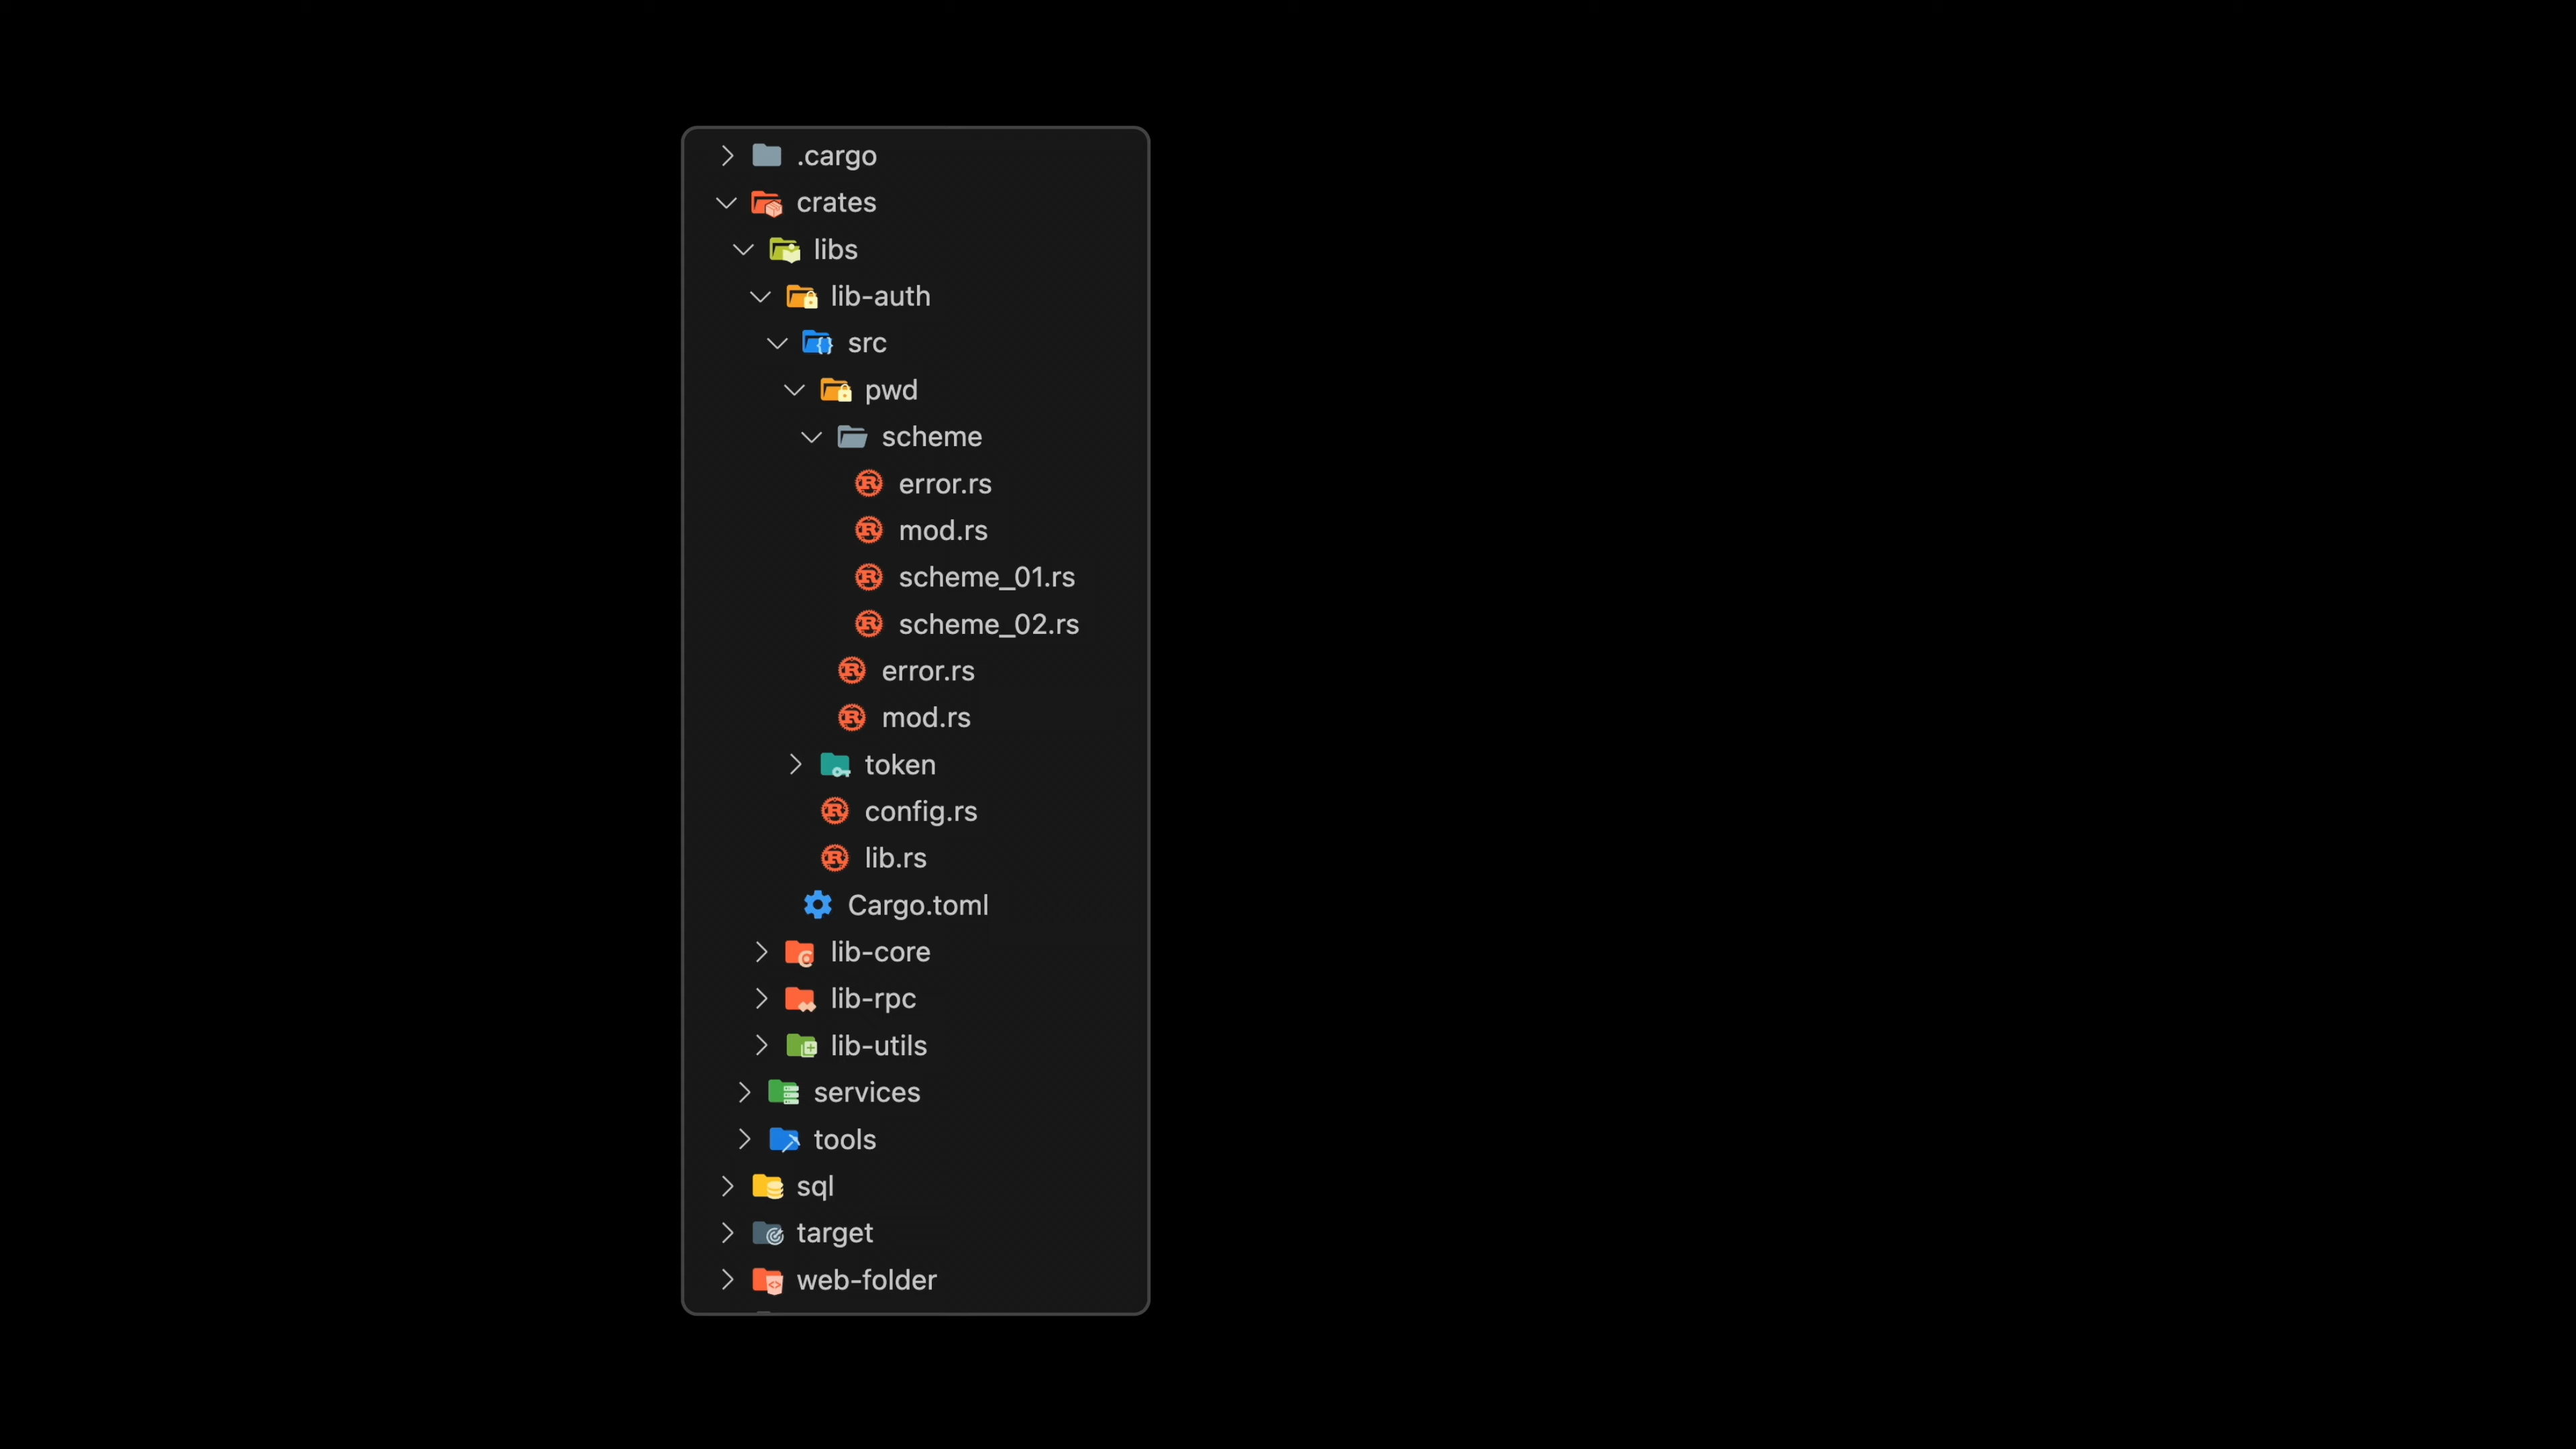 .cargo
crates
libs
lib-auth
src
pwd
scheme
error.rs
mod.rs
scheme_01.rs
scheme_02.rs
error.rs
mod.rs
token
config.rs
lib.rs
Cargo.toml
lib-core
lib-rpc
lib-utils
services
tools
sql
target
web-folder